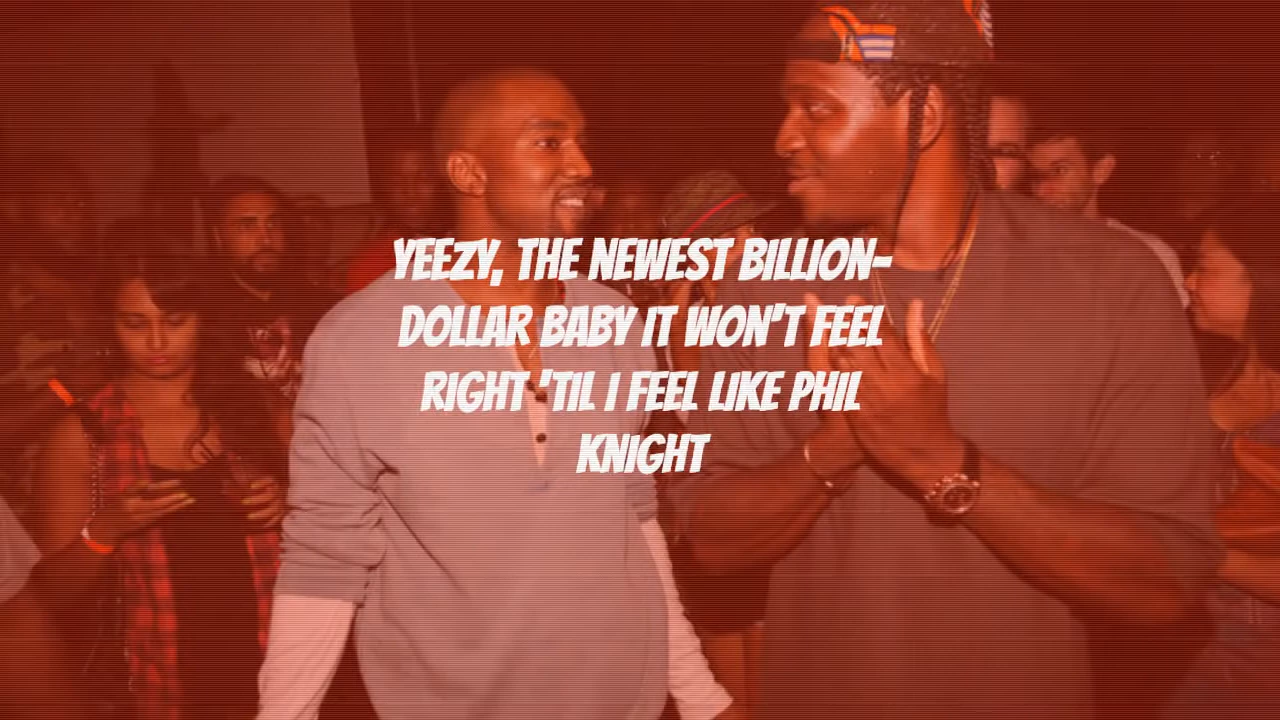 YEEZY, THE NEWEST BILLION-
DOLLAR BABY IT WON'T FEEL
RIGHT 'TIL I FEEL LIKE PHIL
KNIGHT